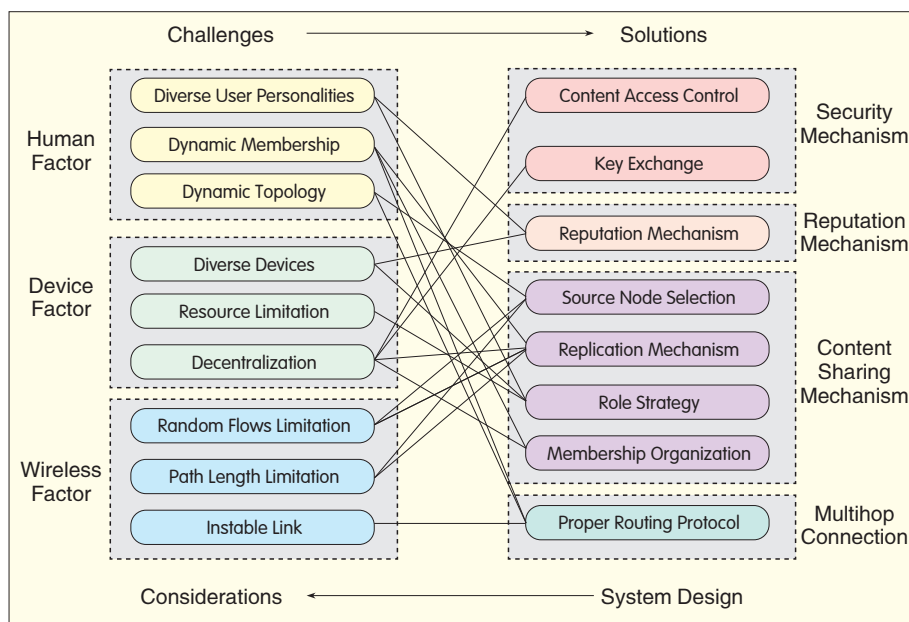 Challenges
Solutions
Human
Factor
Diverse User Personalities
Dynamic Membership
Dynamic Topology
Device
Factor
Diverse Devices
Resource Limitation
Decentralization
Wireless
Factor
Random Flows Limitation
Path Length Limitation
Instable Link
Content Access Control
Key Exchange
Security
Mechanism
Reputation Mechanism
Reputation
Mechanism
Source Node Selection
Replication Mechanism
Role Strategy
Membership Organization
Content
Sharing
Mechanism
Proper Routing Protocol
Multihop
Connection
Considerations
System Design